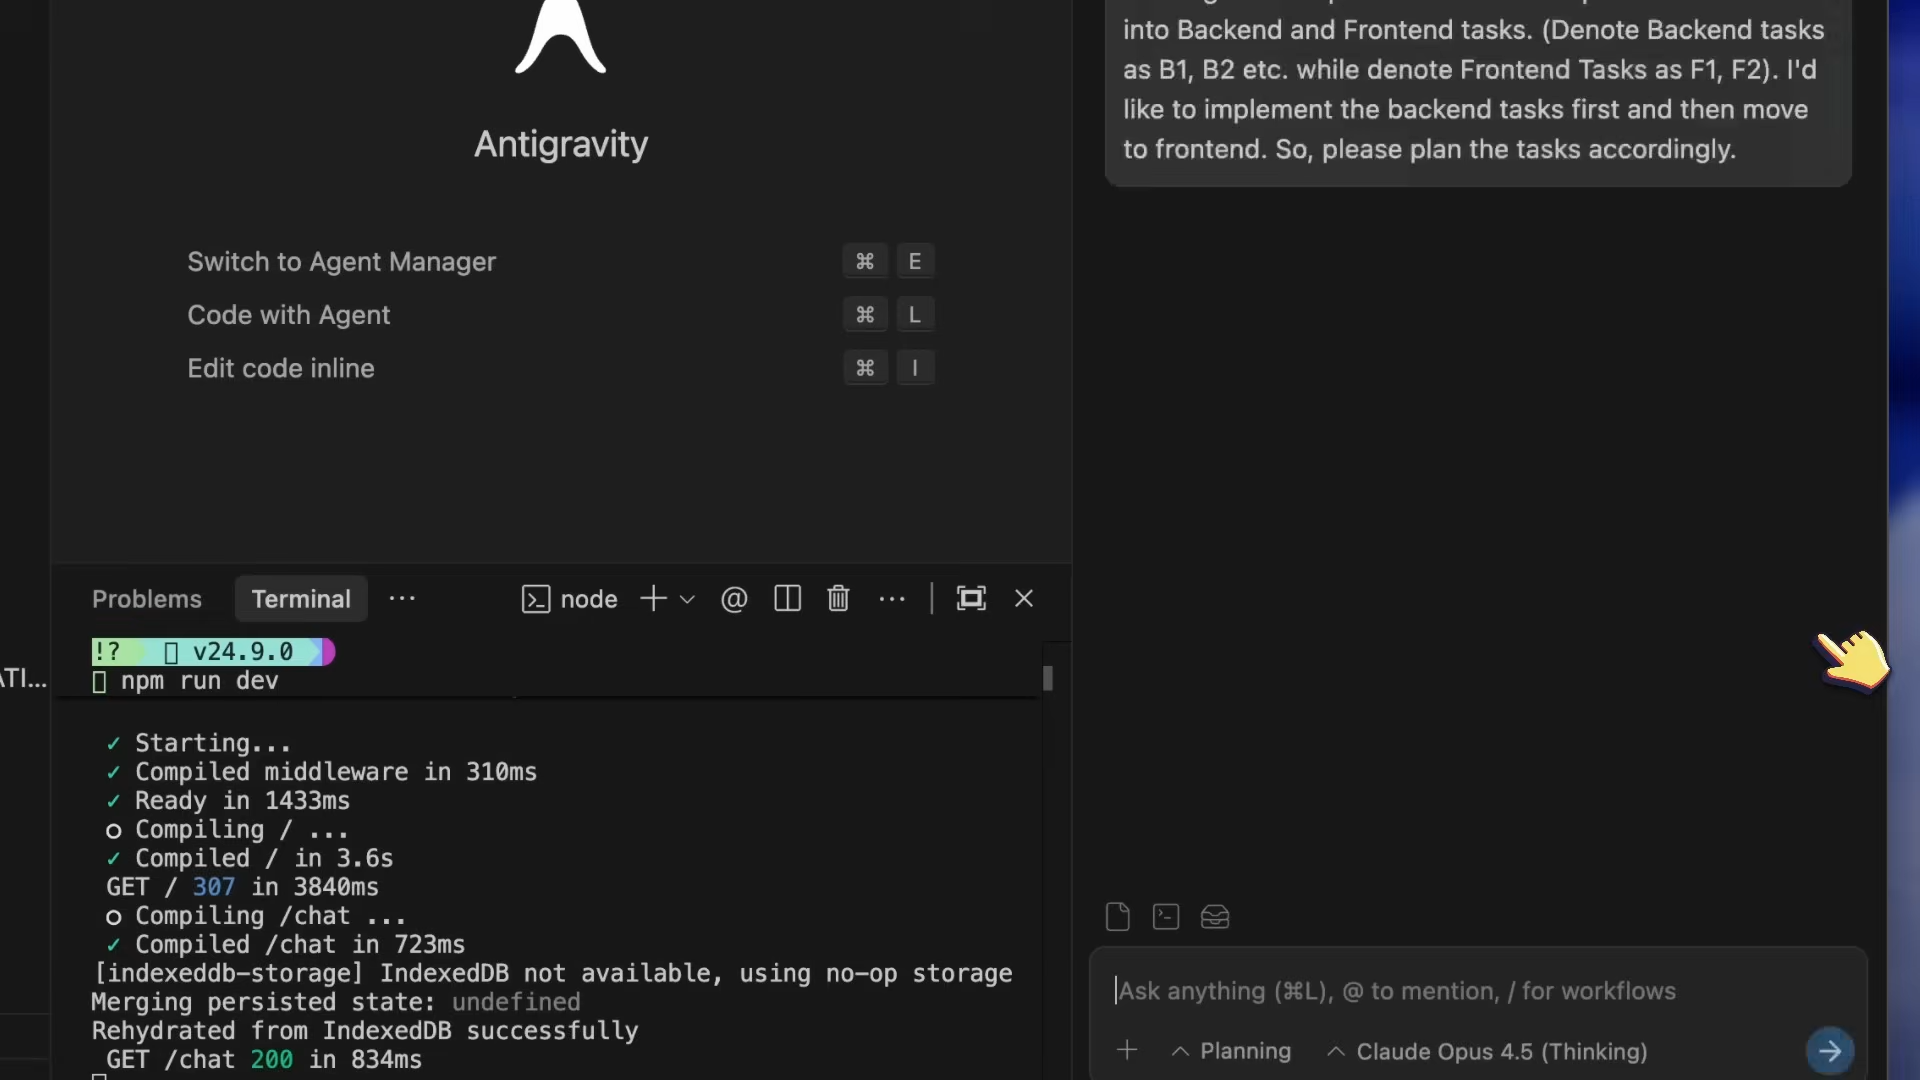 into Backend and Frontend tasks. (Denote Backend tasks
as B1, B2 etc. while denote Frontend Tasks as F1, F2). I'd
like to implement the backend tasks first and then move
to frontend. So, please plan the tasks accordingly.
Antigravity
Switch to Agent Manager ⌘ E
Code with Agent ⌘ L
Edit code inline ⌘ I
Problems Terminal ··· node
ATI...
!? v24.9.0
npm run dev
✓ Starting...
✓ Compiled middleware in 310ms
✓ Ready in 1433ms
○ Compiling / ...
✓ Compiled / in 3.6s
GET / 307 in 3840ms
○ Compiling /chat ...
✓ Compiled /chat in 723ms
[indexeddb-storage] IndexedDB not available, using no-op storage
Merging persisted state: undefined
Rehydrated from IndexedDB successfully
GET /chat 200 in 834ms
Ask anything (⌘L), @ to mention, / for workflows
Planning Claude Opus 4.5 (Thinking)